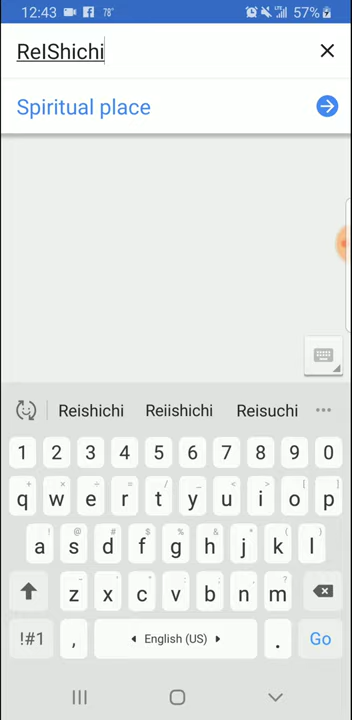 12:43 78° LTE 57%
ReIShichi
Spiritual place
Reishichi Reiishichi Reisuchi
1 2 3 4 5 6 7 8 9 0
+ × ÷ = / _ < > [ ]
q w e r t y u i o p
! @ # $ % ^ & * ( )
a s d f g h j k l
- ' " : ; , ?
z x c v b n m
!#1 , English (US) . Go